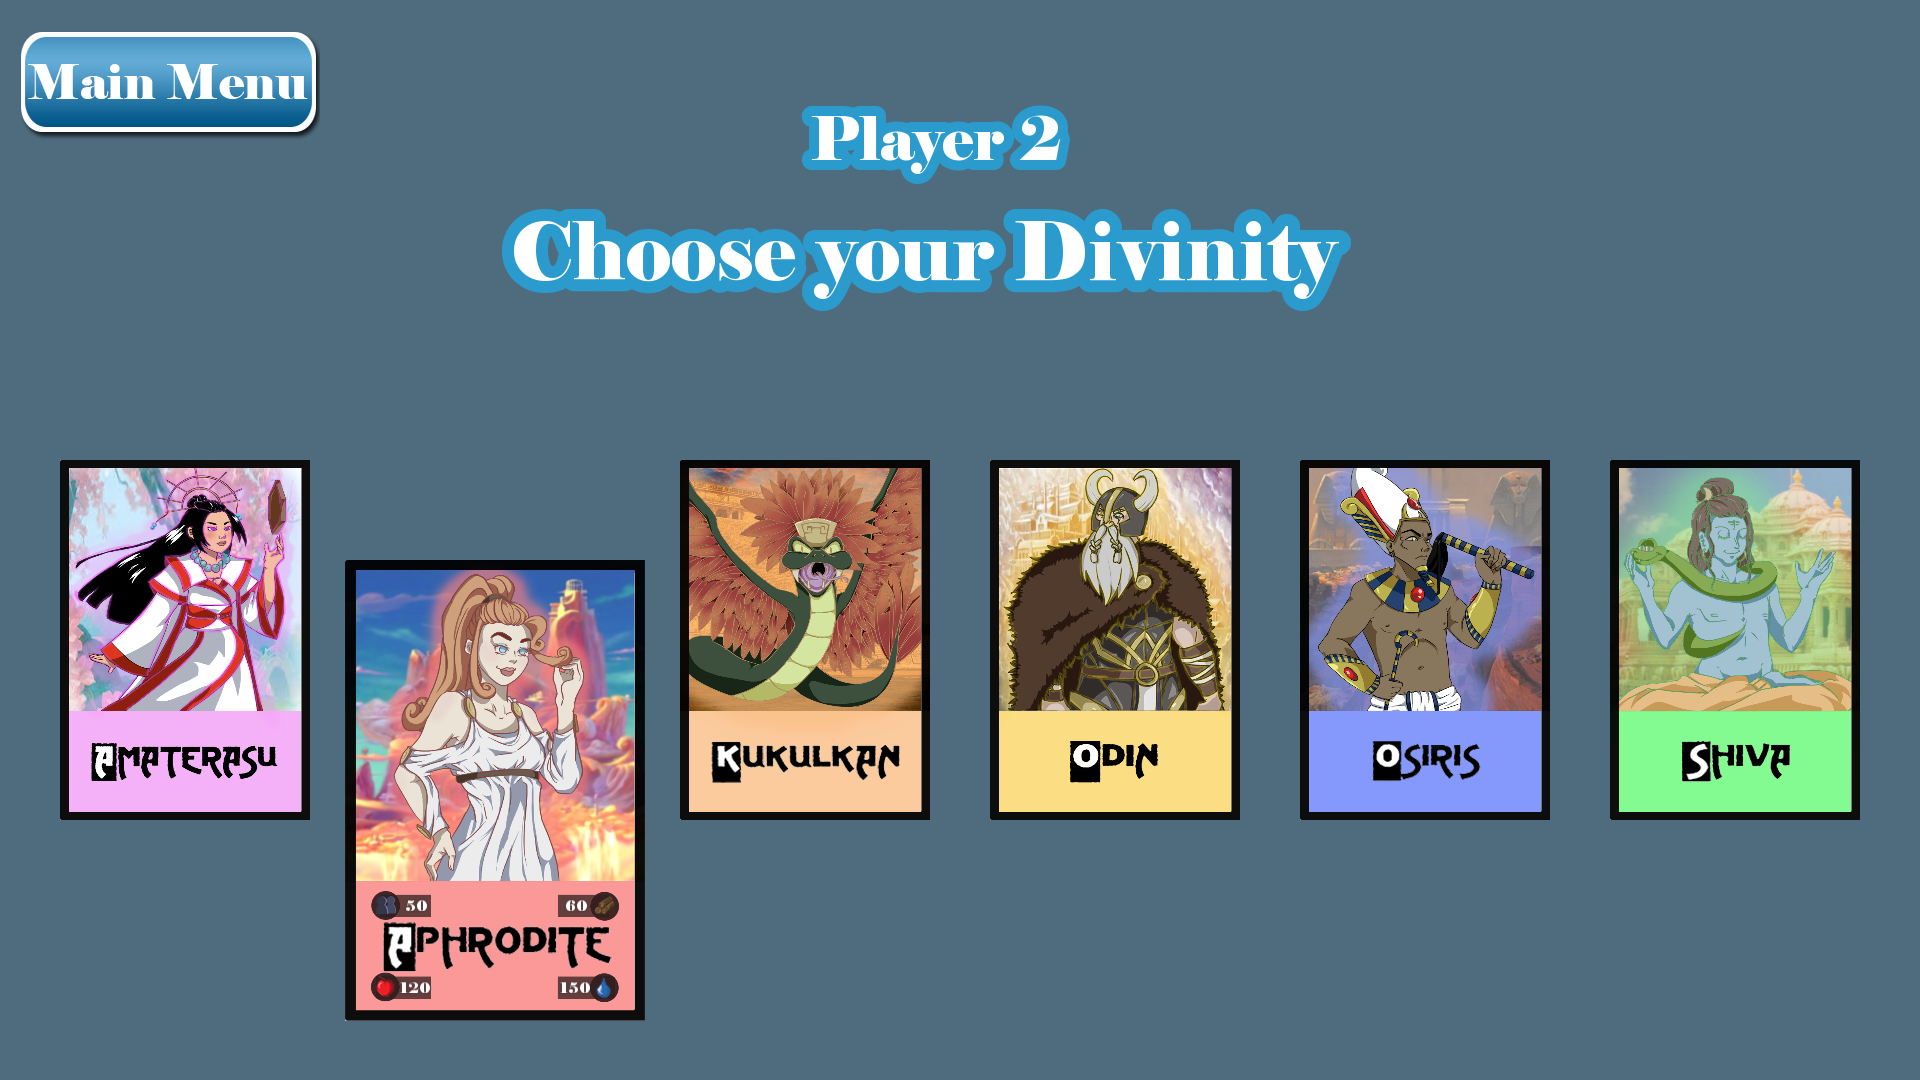 Main Menu
Player 2
Choose your Divinity
Amaterasu
Kukulkan
Odin
Osiris
Shiva
50
60
Aphrodite
120
150